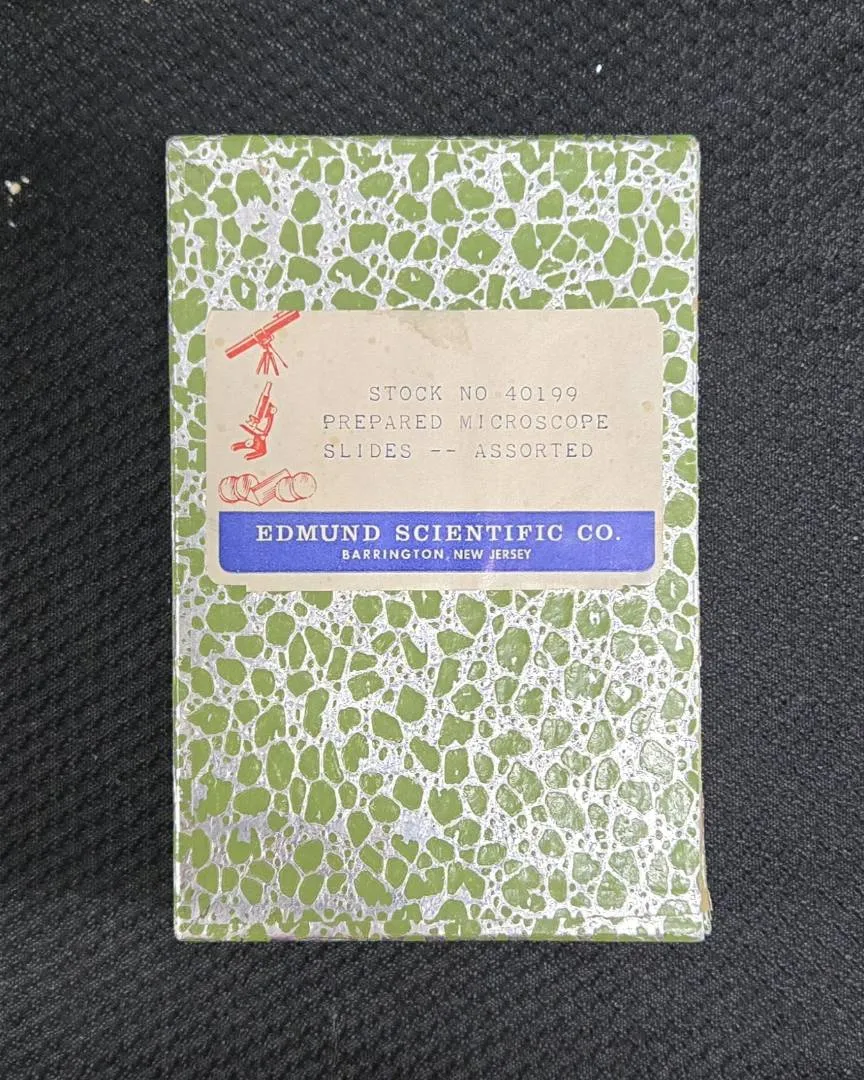 STOCK NO 40199
PREPARED MICROSCOPE
SLIDES -- ASSORTED
EDMUND SCIENTIFIC CO.
BARRINGTON, NEW JERSEY